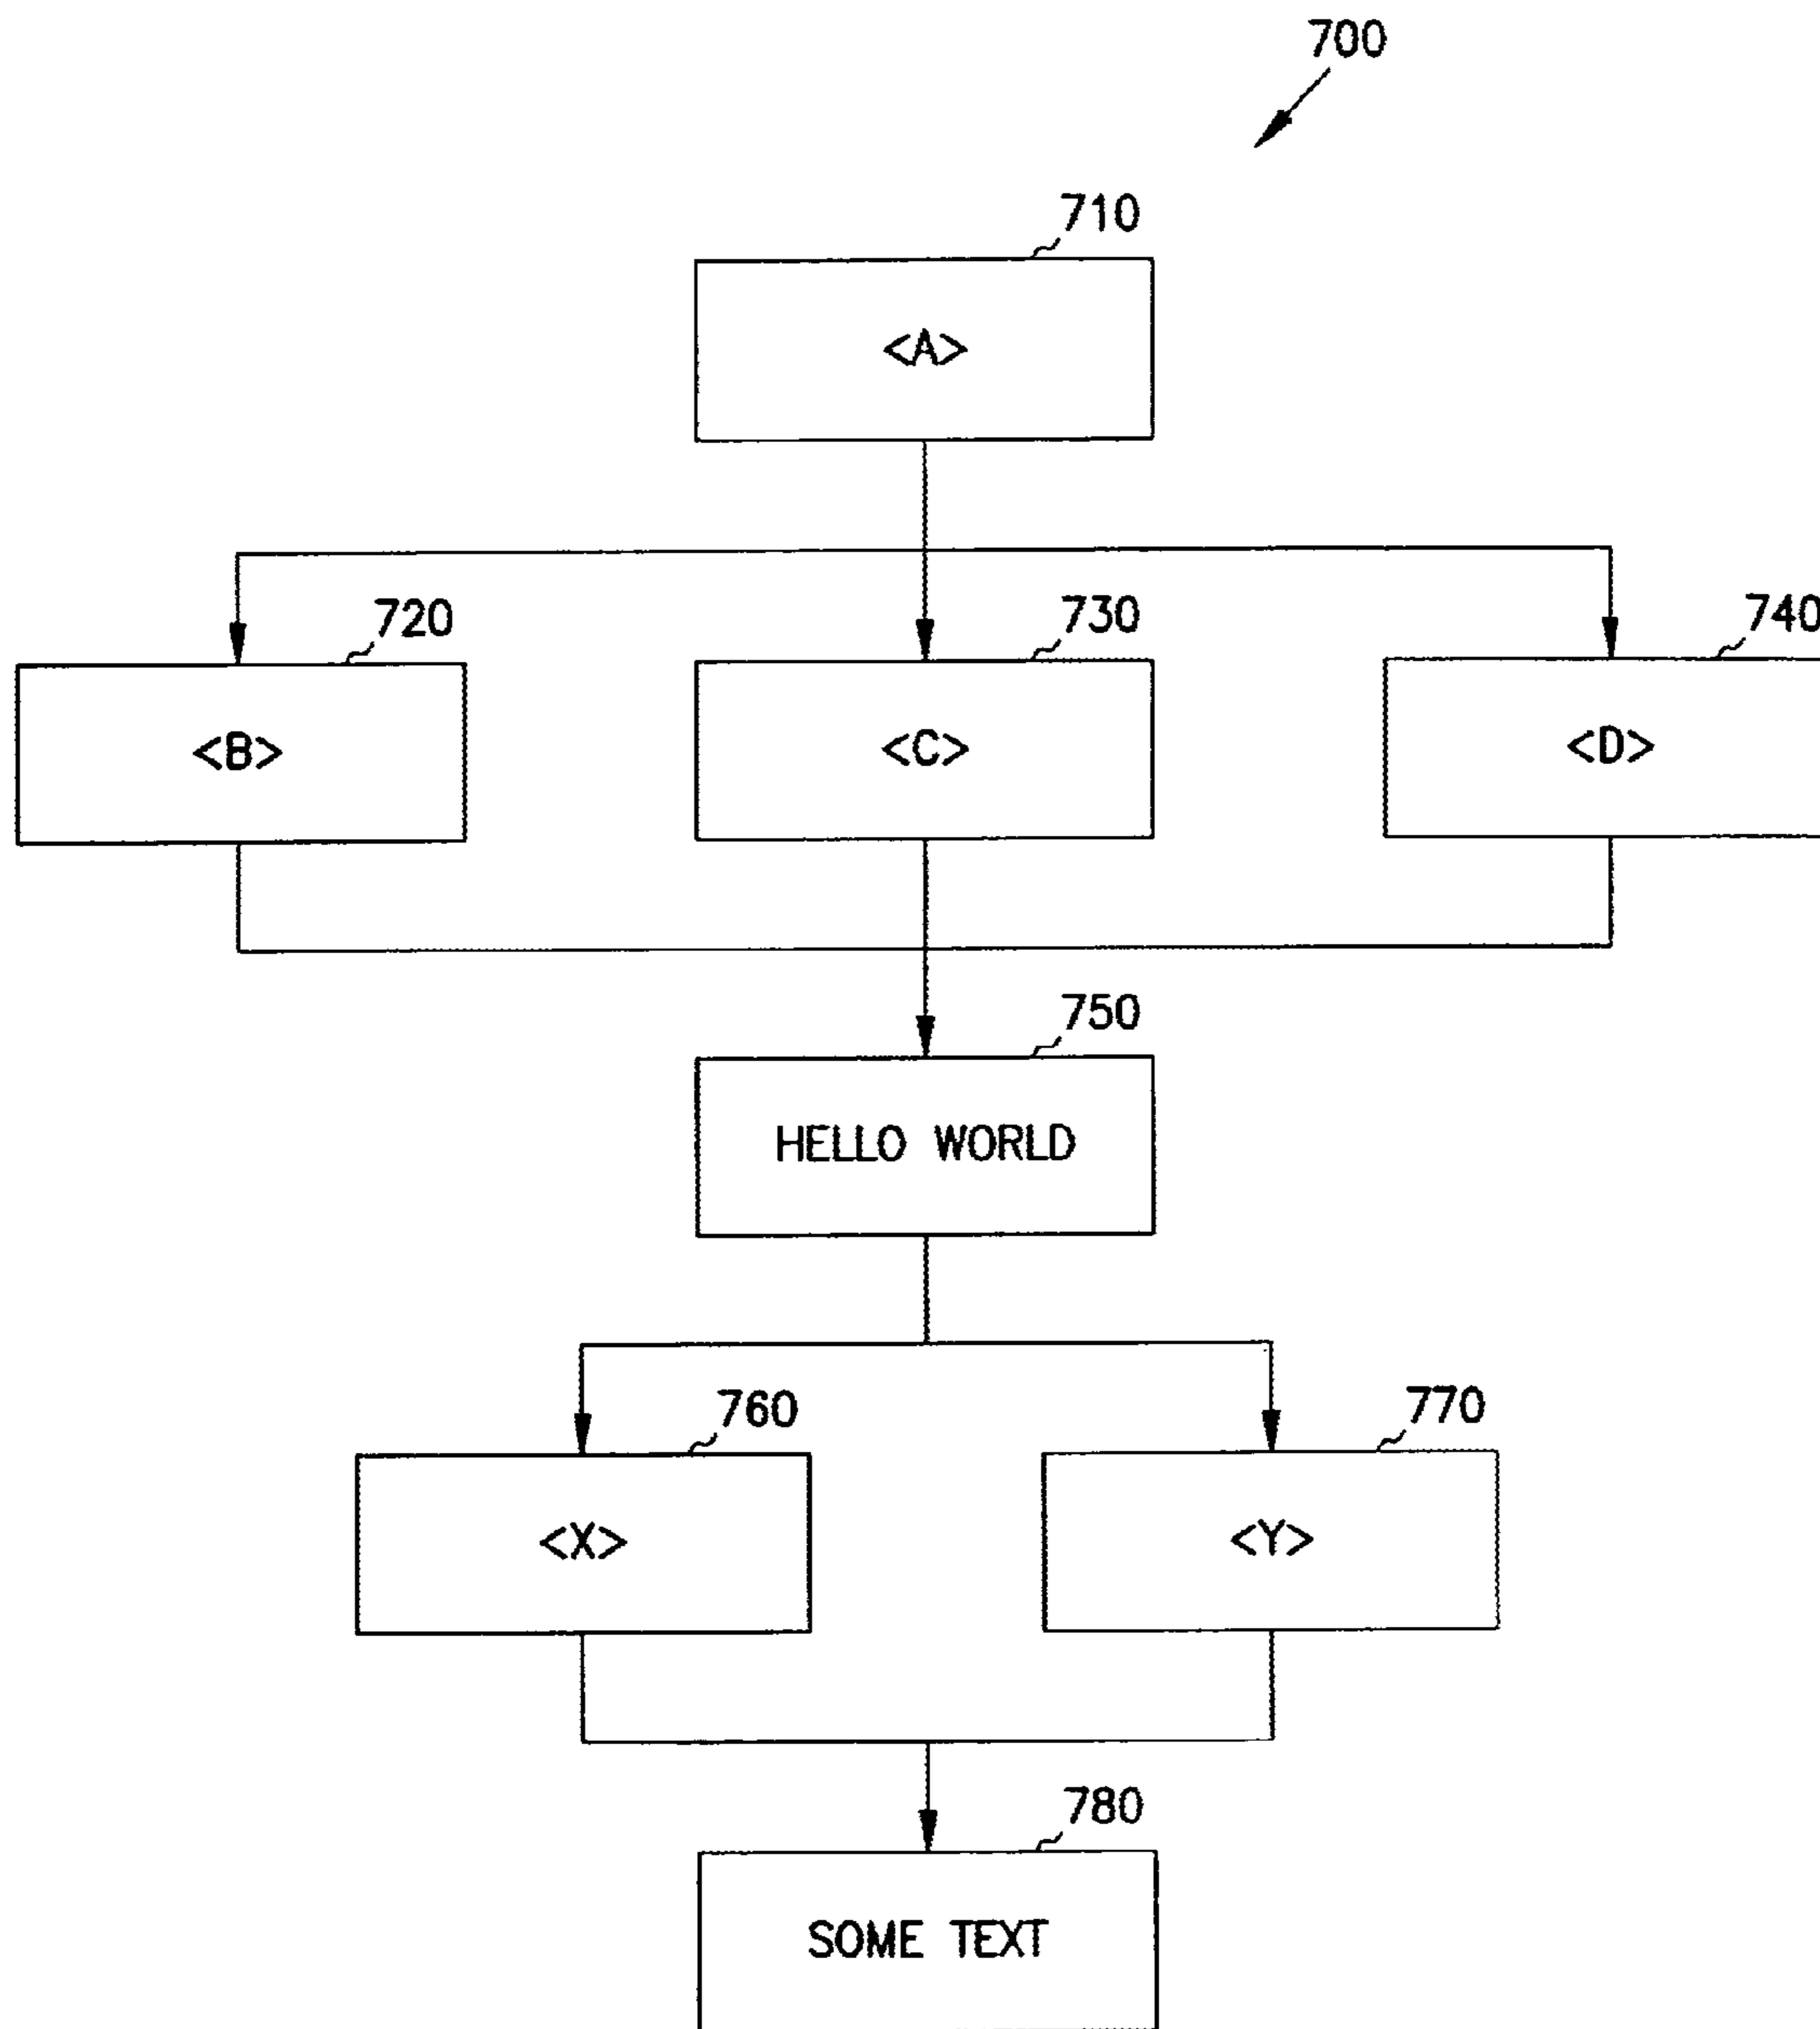 700
710
<A>
720
730
740
<B>
<C>
<D>
750
HELLO WORLD
760
770
<X>
<Y>
780
SOME TEXT